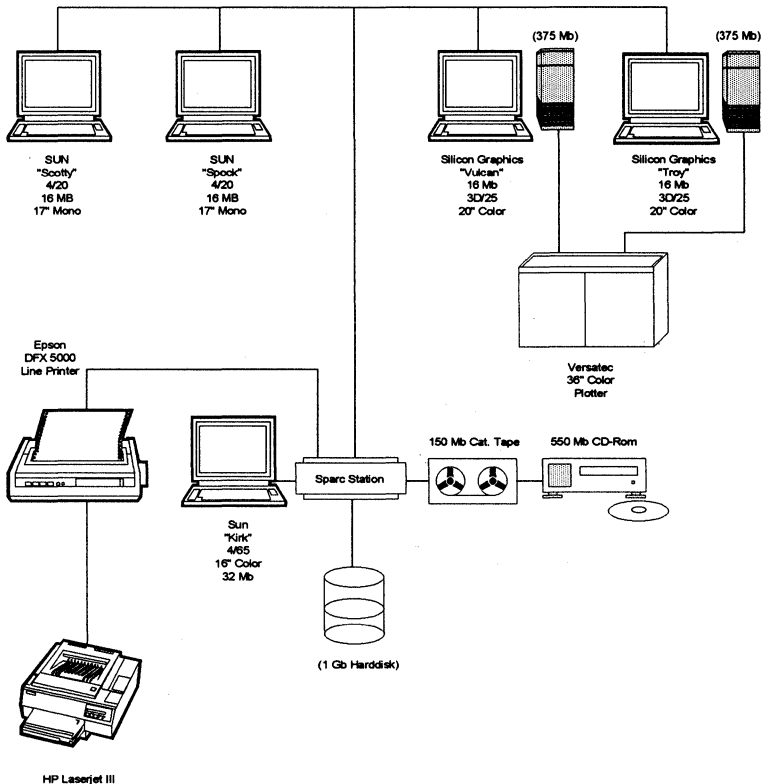 (375 Mb)
(375 Mb)
SUN
"Scotty"
4/20
16 MB
17" Mono
SUN
"Spock"
4/20
16 MB
17" Mono
Silicon Graphics
"Vulcan"
16 Mb
3D/25
20" Color
Silicon Graphics
"Troy"
16 Mb
3D/25
20" Color
Versatec
36" Color
Plotter
Epson
DFX 5000
Line Printer
Sparc Station
150 Mb Cat. Tape
550 Mb CD-Rom
Sun
"Kirk"
4/65
16" Color
32 Mb
(1 Gb Harddisk)
HP Laserjet III